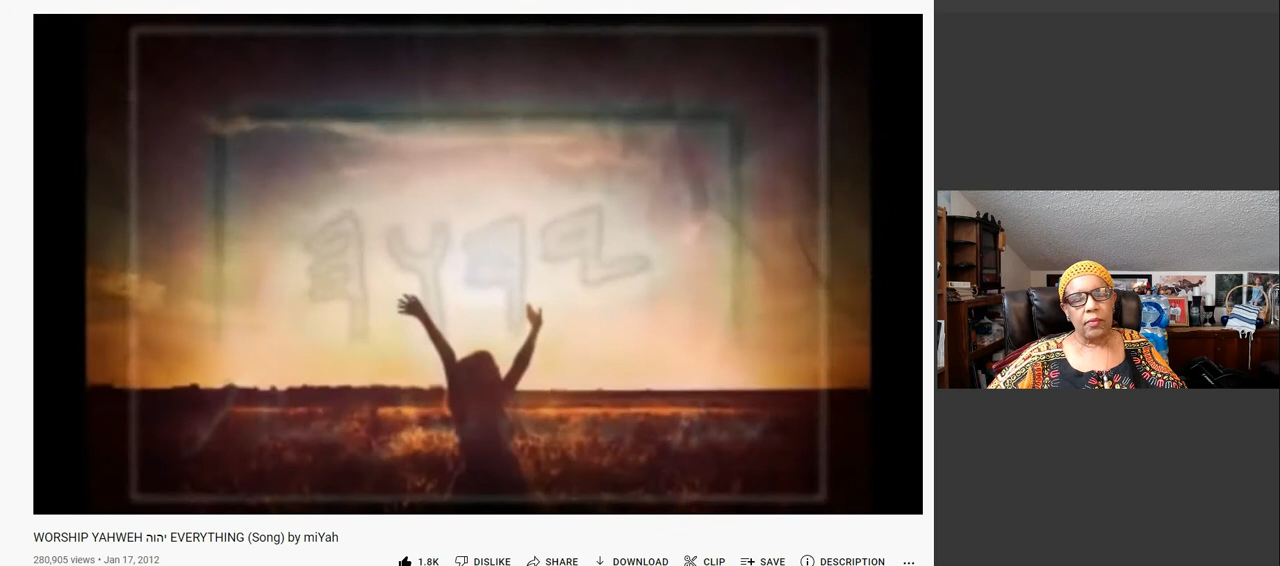 𐤉𐤄𐤅𐤄
WORSHIP YAHWEH יהוה EVERYTHING (Song) by miYah
280,905 views • Jan 17, 2012
1.8K DISLIKE SHARE DOWNLOAD CLIP SAVE DESCRIPTION ...